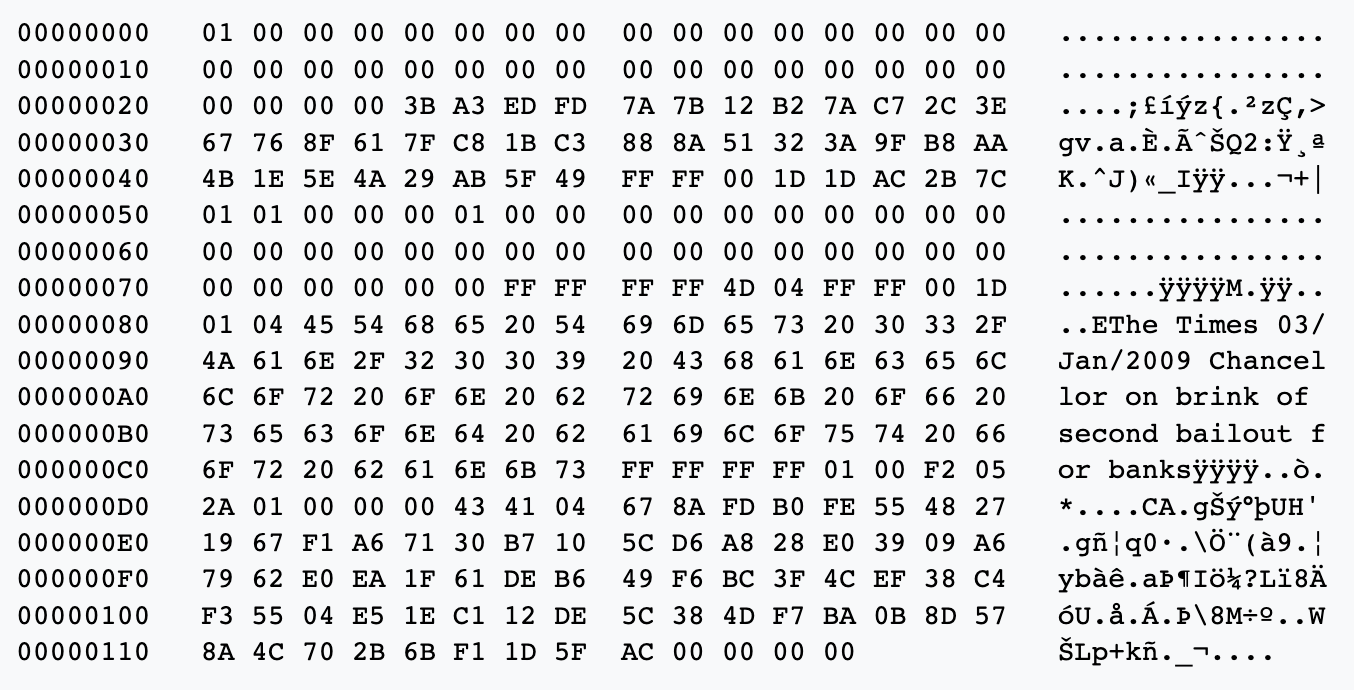 00000000 01 00 00 00 00 00 00 00 00 00 00 00 00 00 00 00 ................
00000010 00 00 00 00 00 00 00 00 00 00 00 00 00 00 00 00 ................
00000020 00 00 00 00 3B A3 ED FD 7A 7B 12 B2 7A C7 2C 3E ....;£íýz{.²zÇ,>
00000030 67 76 8F 61 7F C8 1B C3 88 8A 51 32 3A 9F B8 AA gv.a.È.ÃˆŠQ2:Ÿ¸ª
00000040 4B 1E 5E 4A 29 AB 5F 49 FF FF 00 1D 1D AC 2B 7C K.^J)«_Iÿÿ...¬+|
00000050 01 01 00 00 00 01 00 00 00 00 00 00 00 00 00 00 ................
00000060 00 00 00 00 00 00 00 00 00 00 00 00 00 00 00 00 ................
00000070 00 00 00 00 00 00 FF FF FF FF 4D 04 FF FF 00 1D ......ÿÿÿÿM.ÿÿ..
00000080 01 04 45 54 68 65 20 54 69 6D 65 73 20 30 33 2F ..EThe Times 03/
00000090 4A 61 6E 2F 32 30 30 39 20 43 68 61 6E 63 65 6C Jan/2009 Chancel
000000A0 6C 6F 72 20 6F 6E 20 62 72 69 6E 6B 20 6F 66 20 lor on brink of
000000B0 73 65 63 6F 6E 64 20 62 61 69 6C 6F 75 74 20 66 second bailout f
000000C0 6F 72 20 62 61 6E 6B 73 FF FF FF FF 01 00 F2 05 or banksÿÿÿÿ..ò.
000000D0 2A 01 00 00 00 43 41 04 67 8A FD B0 FE 55 48 27 *....CA.gŠý°þUH'
000000E0 19 67 F1 A6 71 30 B7 10 5C D6 A8 28 E0 39 09 A6 .gñ¦q0·.\Ö¨(à9.¦
000000F0 79 62 E0 EA 1F 61 DE B6 49 F6 BC 3F 4C EF 38 C4 ybàê.aÞ¶Iö¼?Lï8Ä
00000100 F3 55 04 E5 1E C1 12 DE 5C 38 4D F7 BA 0B 8D 57 óU.å.Á.Þ\8M÷º..W
00000110 8A 4C 70 2B 6B F1 1D 5F AC 00 00 00 00 ŠLp+kñ._¬....